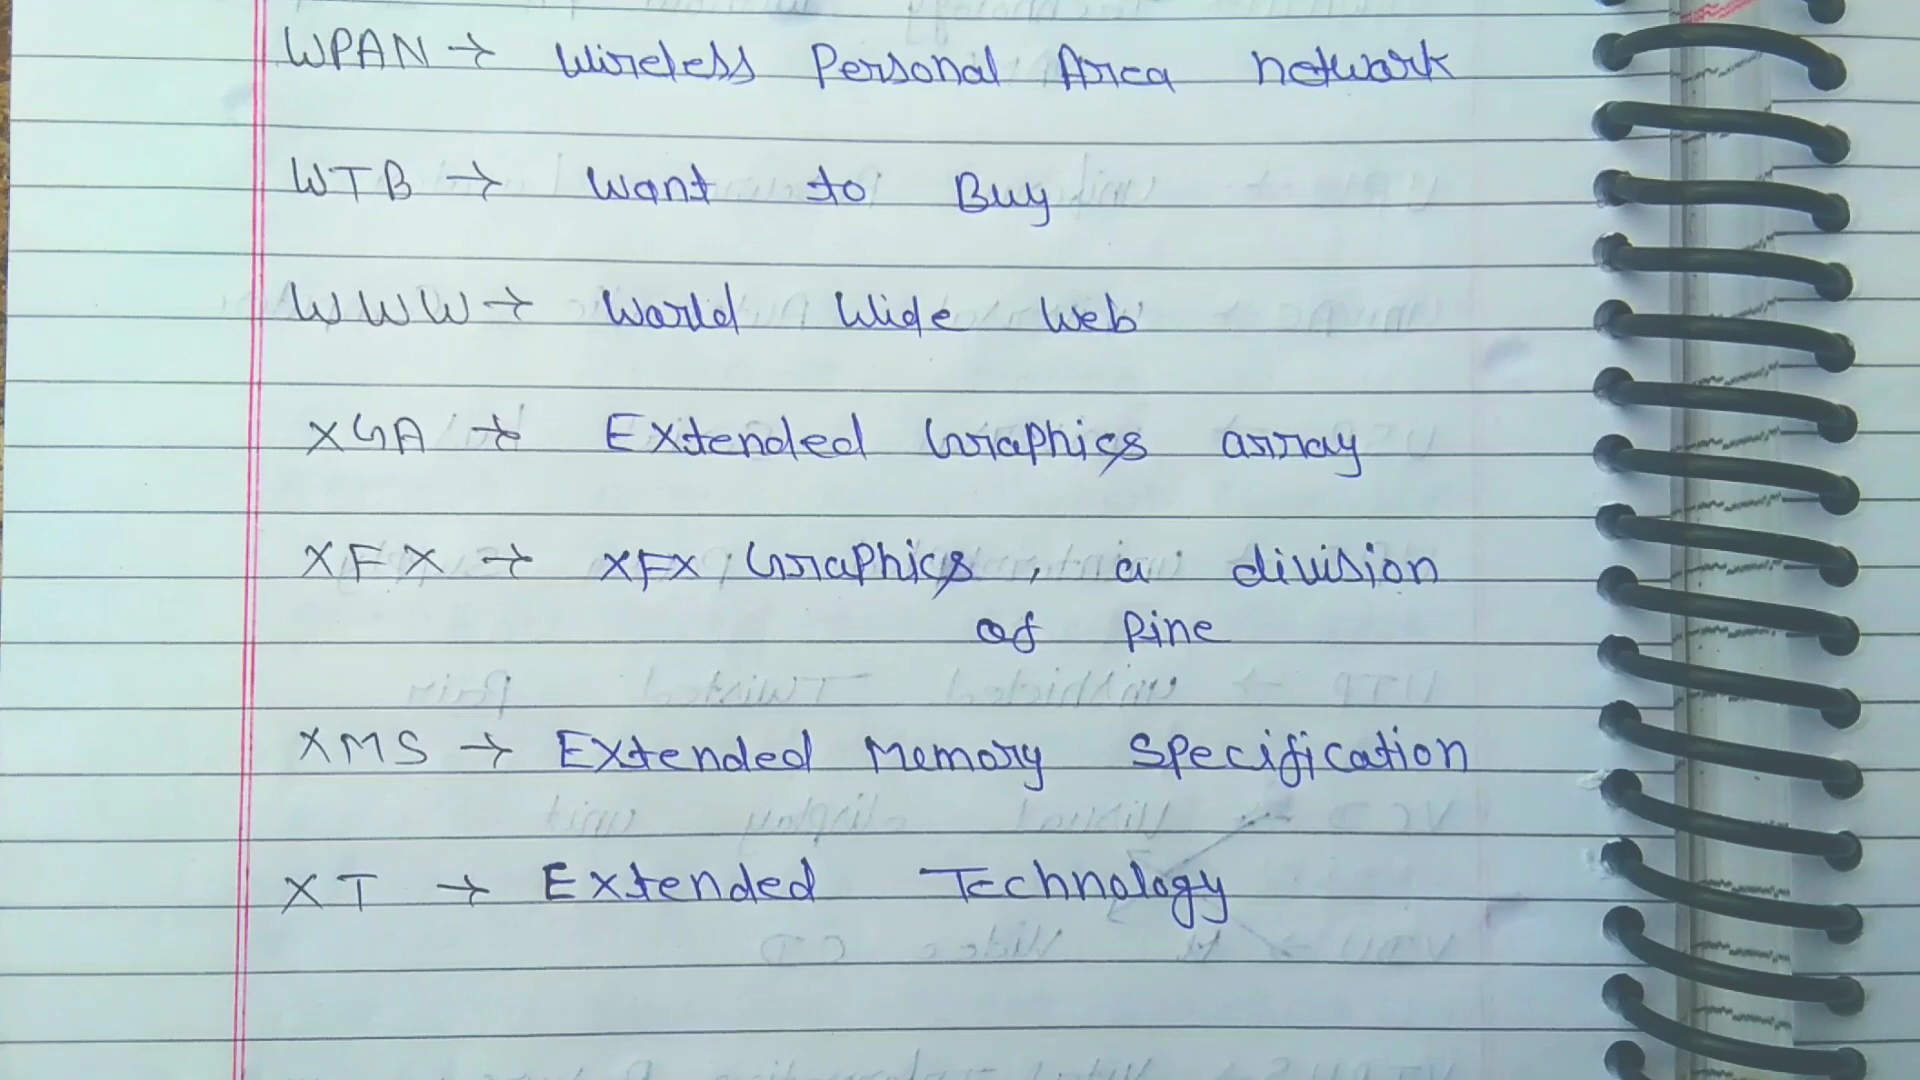 WPAN → Wireless Personal Area network
WTB → Want to Buy
WWW → World Wide Web
XGA → Extended Graphics array
XFX → XFX Graphics, a division
of Pine
XMS → Extended Memory Specification
XT → Extended Technology